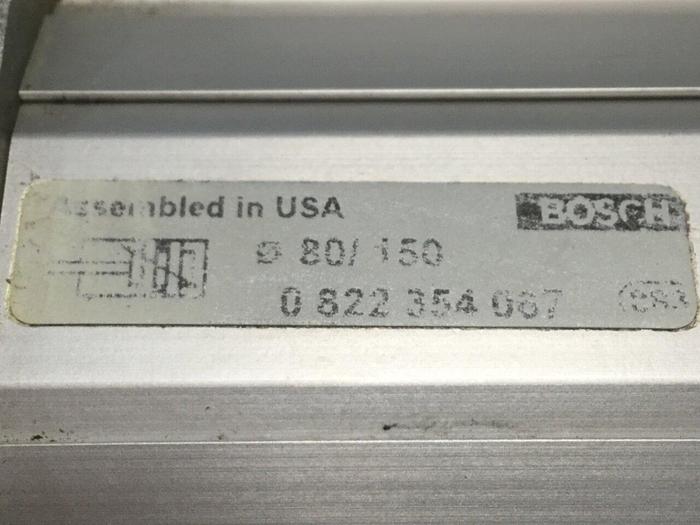 Assembled in USA
BOSCH
ø 80/ 150
0 822 354 067